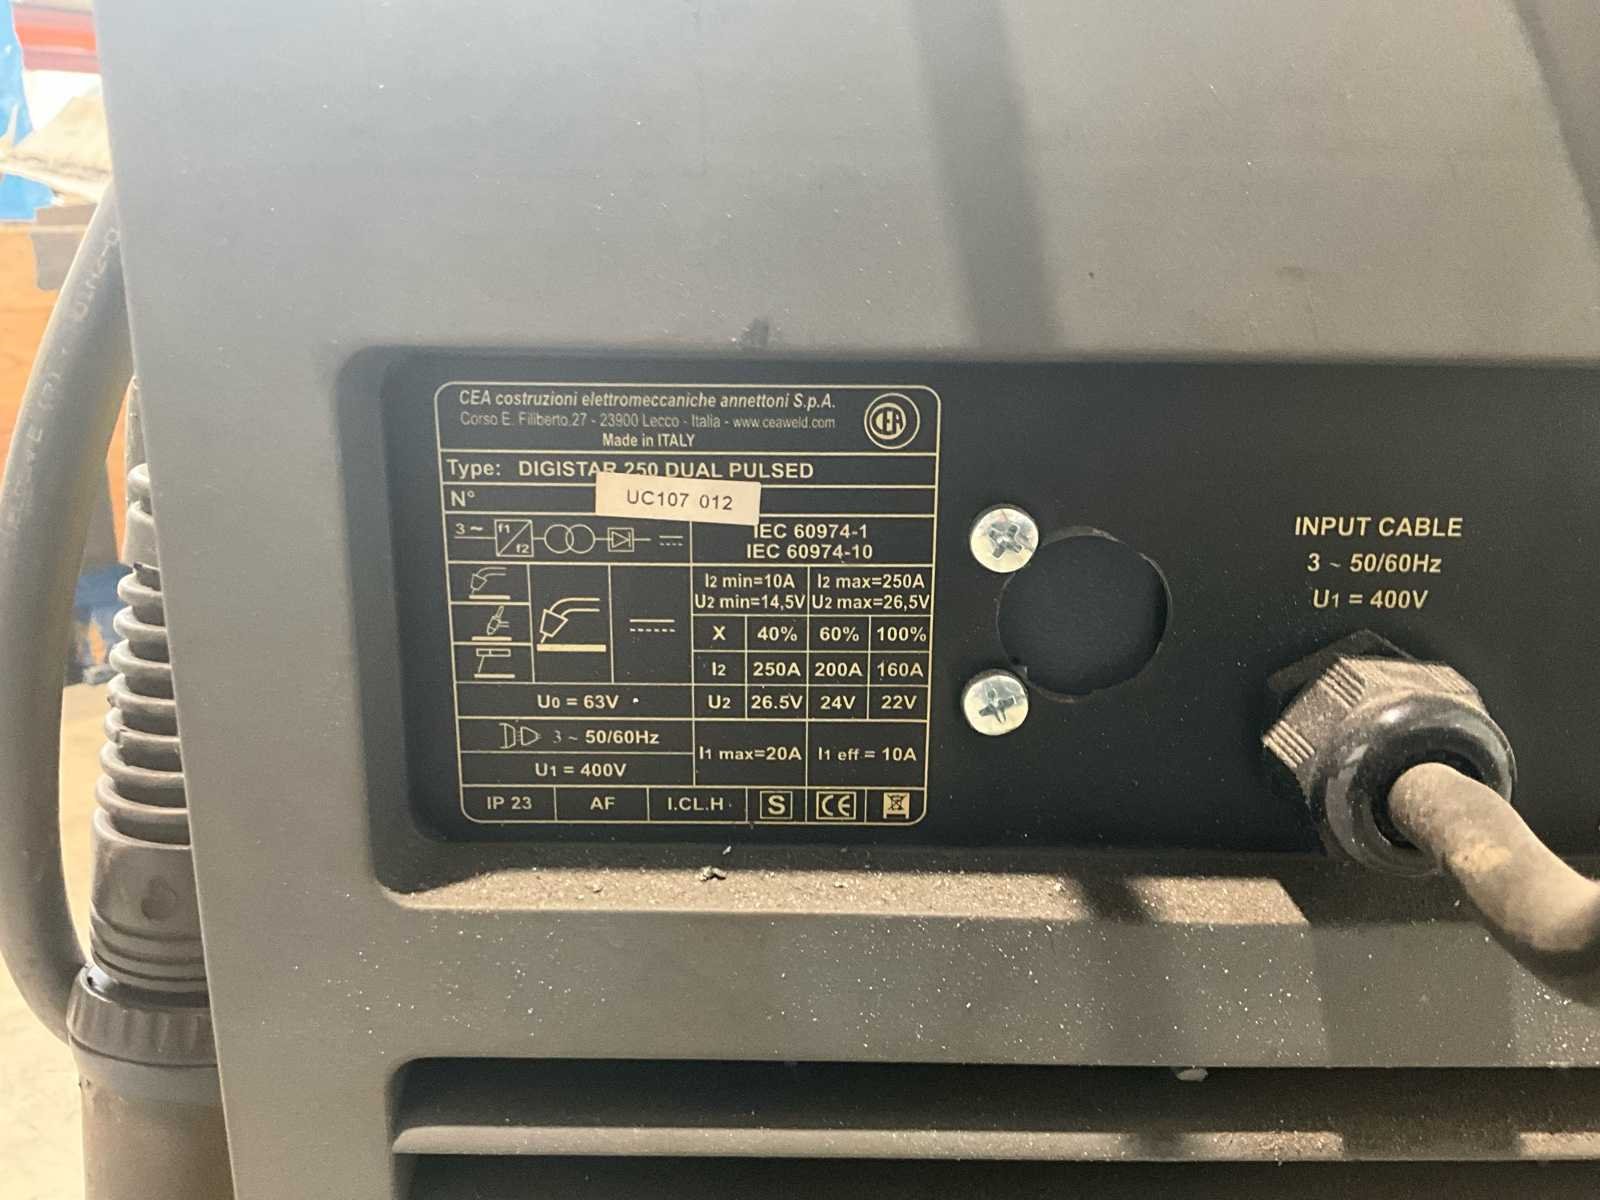 CEA costruzioni elettromeccaniche annettoni S.p.A.
Corso E. Filiberto,27 - 23900 Lecco - Italia - www.ceaweld.com
Made in ITALY
CEA
Type: DIGISTAR 250 DUAL PULSED
N° UC107 012
3 ~ f1 f2
IEC 60974-1
IEC 60974-10
I2 min=10A I2 max=250A
U2 min=14,5V U2 max=26,5V
X 40% 60% 100%
I2 250A 200A 160A
U0 = 63V U2 26.5V 24V 22V
3 ~ 50/60Hz
I1 max=20A I1 eff = 10A
U1 = 400V
IP 23 AF I.CL.H S CE
INPUT CABLE
3 ~ 50/60Hz
U1 = 400V